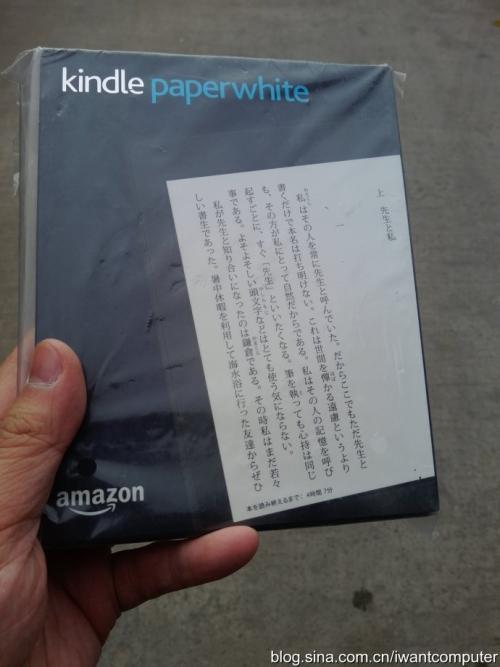 kindle paperwhite
上　先生と私
一
私はその人を常に先生と呼んでいた。だからここでもただ先生と
書くだけで本名は打ち明けない。これは世間を憚かる遠慮というより
も、その方が私にとって自然だからである。私はその人の記憶を呼び
起すごとに、すぐ「先生」といいたくなる。筆を執っても心持は同じ
事である。よそよそしい頭文字などはとても使う気にならない。
私が先生と知り合いになったのは鎌倉である。その時私はまだ若々
しい書生であった。暑中休暇を利用して海水浴に行った友達からぜひ
本を読み終えるまで： 4時間 7分
amazon
blog.sina.com.cn/iwantcomputer